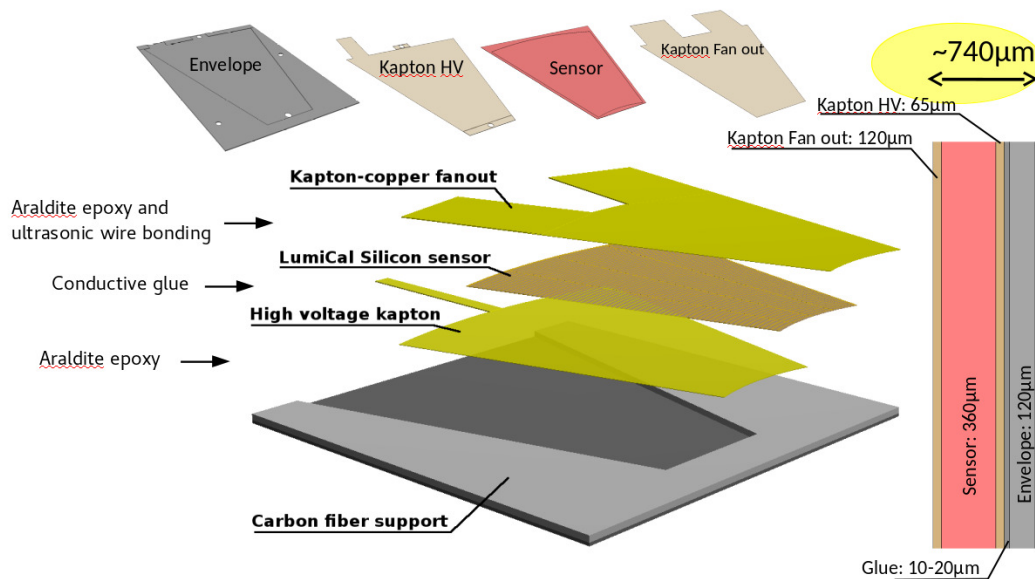 Envelope
Kapton HV
Sensor
Kapton Fan out
~740µm
Kapton HV: 65µm
Kapton Fan out: 120µm
Kapton-copper fanout
Araldite epoxy and
ultrasonic wire bonding
LumiCal Silicon sensor
Conductive glue
High voltage kapton
Araldite epoxy
Carbon fiber support
Sensor: 360µm
Envelope: 120µm
Glue: 10-20µm